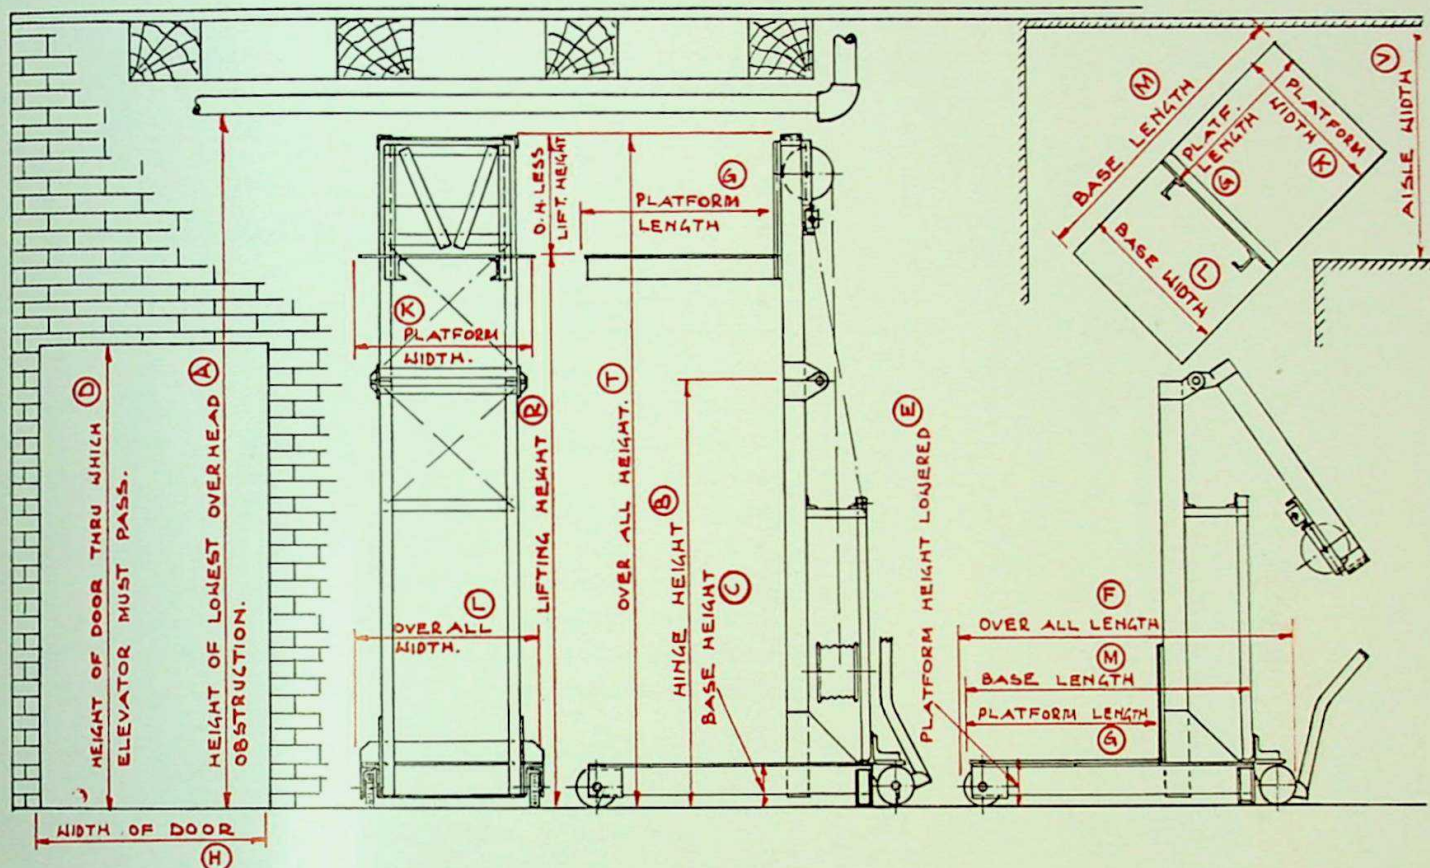 HEIGHT OF DOOR THRU WHICH (D)
ELEVATOR MUST PASS.
HEIGHT OF LOWEST OVERHEAD (A)
OBSTRUCTION.
WIDTH OF DOOR
(H)
(K)
PLATFORM
WIDTH.
(L)
OVER ALL
WIDTH.
O.H. LESS
LIFT. HEIGHT
LIFTING HEIGHT (R)
(G)
PLATFORM
LENGTH
OVER ALL HEIGHT. (T)
HINGE HEIGHT (B)
BASE HEIGHT (C)
PLATFORM HEIGHT LOWERED (E)
(F)
OVER ALL LENGTH
(M)
BASE LENGTH
PLATFORM LENGTH
(G)
BASE LENGTH (M)
PLATF.
LENGTH
(G)
PLATFORM
WIDTH (K)
BASE WIDTH (L)
AISLE WIDTH (V)